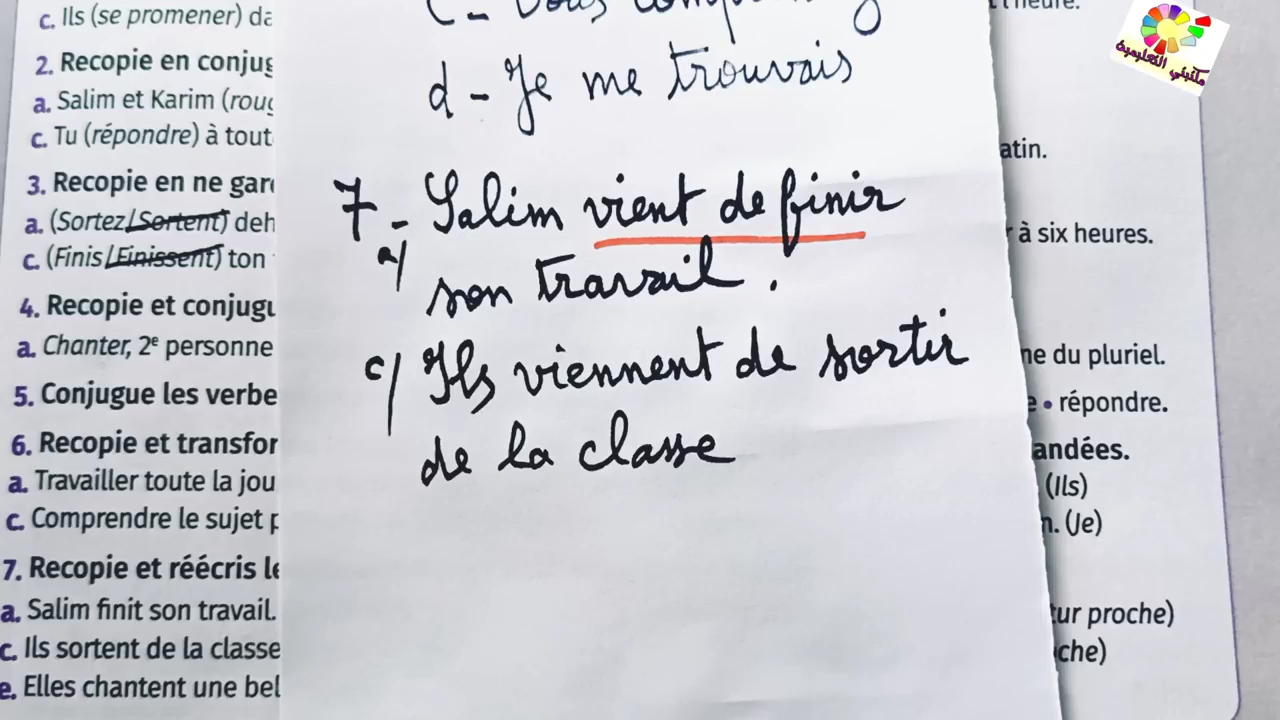 c. Ils (se promener) da
2. Recopie en conjug
a. Salim et Karim (roug
c. Tu (répondre) à tout
3. Recopie en ne gar
a. (Sortez/Sortent) deh
c. (Finis/Finissent) ton
4. Recopie et conjugu
a. Chanter, 2e personne
5. Conjugue les verbe
6. Recopie et transfor
a. Travailler toute la jou
c. Comprendre le sujet p
7. Recopie et réécris le
a. Salim finit son travail.
c. Ils sortent de la classe
e. Elles chantent une bel
c - Vous
d - Je me trouvais
7 - Salim vient de finir
a/ son travail.
c/ Ils viennent de sortir
de la classe
l'heure.
atin.
r à six heures.
ne du pluriel.
e • répondre.
andées.
(Ils)
n. (Je)
tur proche)
che)
مكتبتي التعليمية